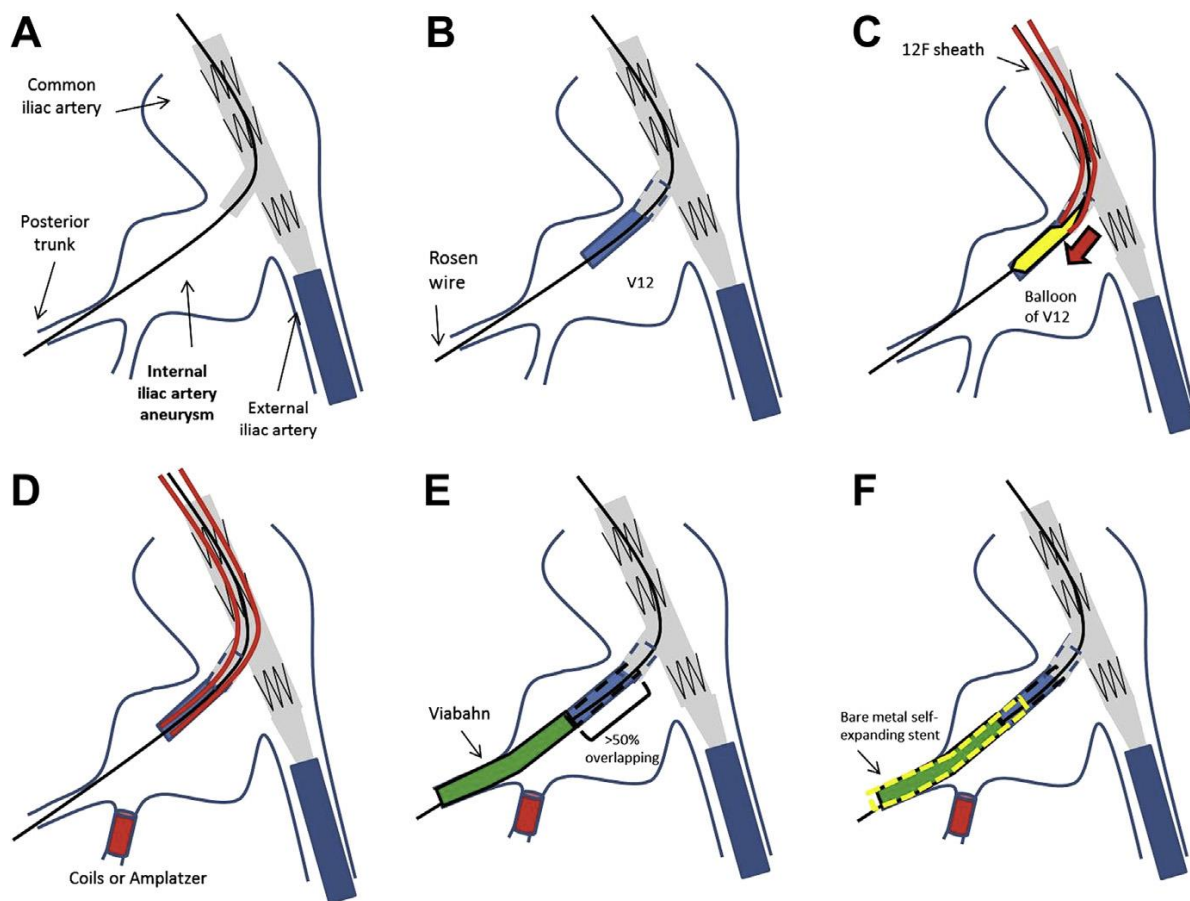 A
Common
iliac artery
Posterior
trunk
Internal
iliac artery
aneurysm
External
iliac artery
B
Rosen
wire
V12
C
12F sheath
Balloon
of V12
D
Coils or Amplatzer
E
Viabahn
>50%
overlapping
F
Bare metal self-
expanding stent